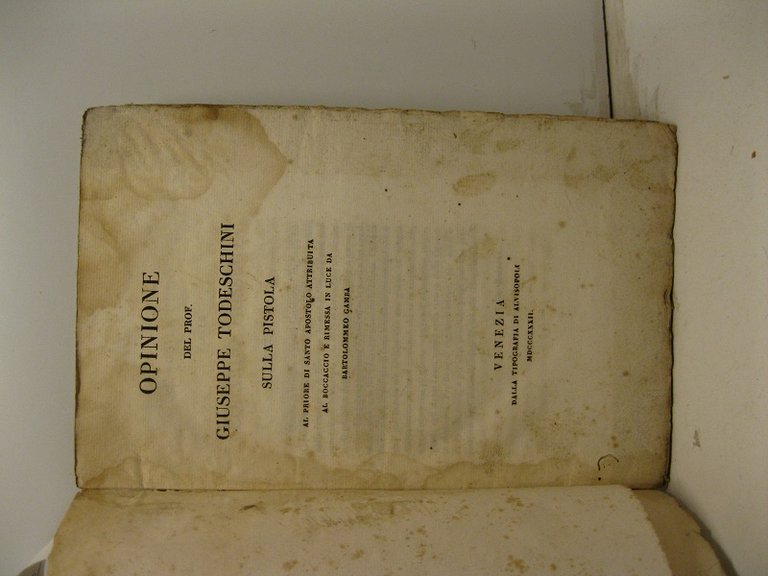 OPINIONE
DEL PROF.
GIUSEPPE TODESCHINI
SULLA PISTOLA
AL PRIORE DI SANTO APOSTOLO ATTRIBUITA
AL BOCCACCIO E RIMESSA IN LUCE DA
BARTOLOMMEO GAMBA
VENEZIA
DALLA TIPOGRAFIA DI ALVISOPOLI
MDCCCXXXII.